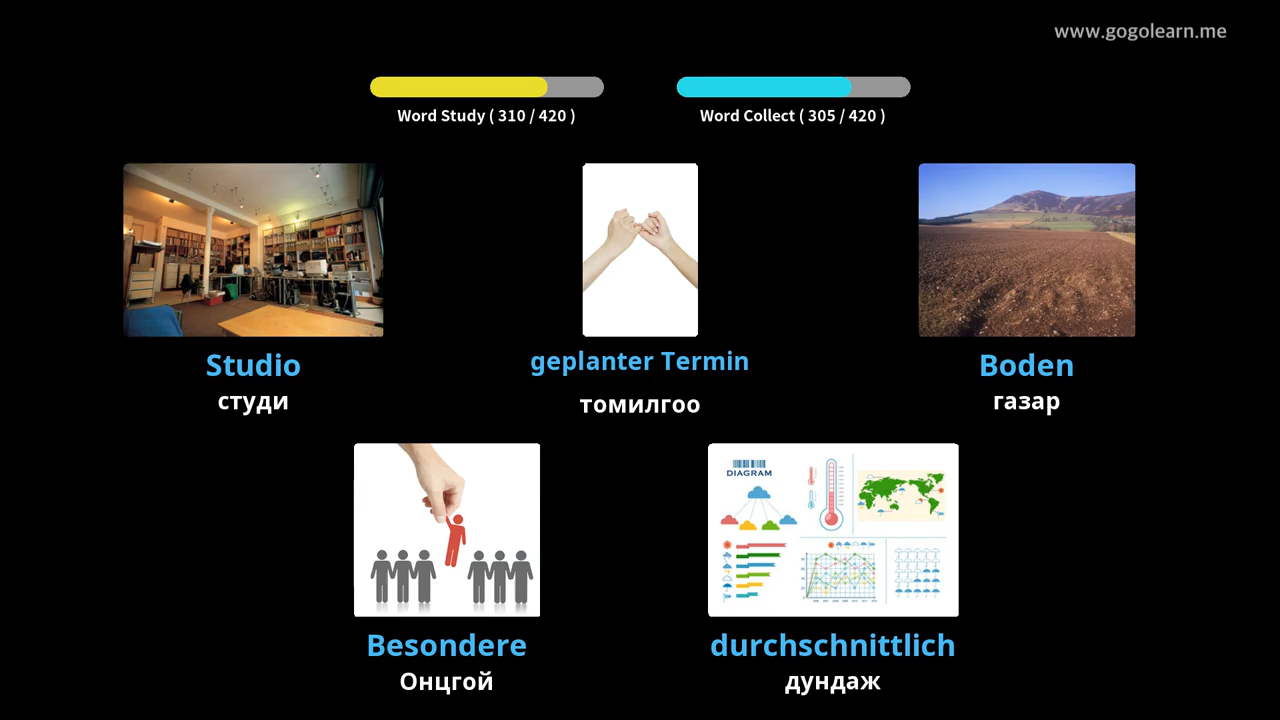 www.gogolearn.me
Word Study ( 310 / 420 )
Word Collect ( 305 / 420 )
Studio
студи
geplanter Termin
томилгоо
Boden
газар
DIAGRAM
Besondere
Онцгой
durchschnittlich
дундаж